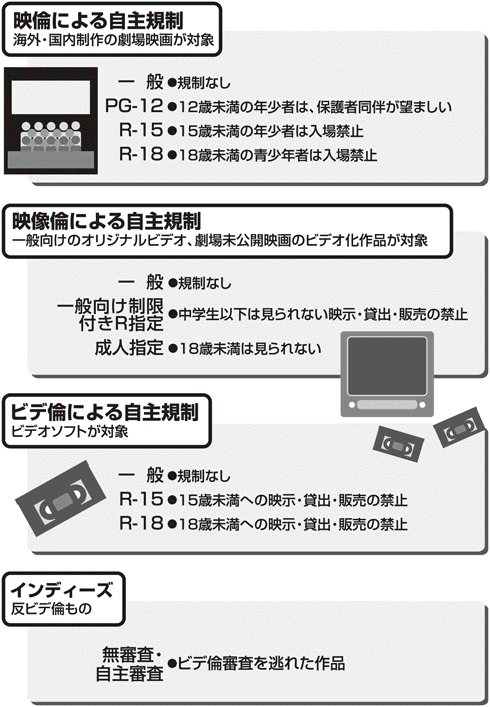 映倫による自主規制
海外・国内制作の劇場映画が対象
一 般 ●規制なし
PG-12 ●12歳未満の年少者は、保護者同伴が望ましい
R-15 ●15歳未満の年少者は入場禁止
R-18 ●18歳未満の青少年者は入場禁止
映像倫による自主規制
一般向けのオリジナルビデオ、劇場未公開映画のビデオ化作品が対象
一 般 ●規制なし
一般向け制限
付きR指定 ●中学生以下は見られない映示・貸出・販売の禁止
成人指定 ●18歳未満は見られない
ビデ倫による自主規制
ビデオソフトが対象
一 般 ●規制なし
R-15 ●15歳未満への映示・貸出・販売の禁止
R-18 ●18歳未満への映示・貸出・販売の禁止
インディーズ
反ビデ倫もの
無審査・
自主審査 ●ビデ倫審査を逃れた作品